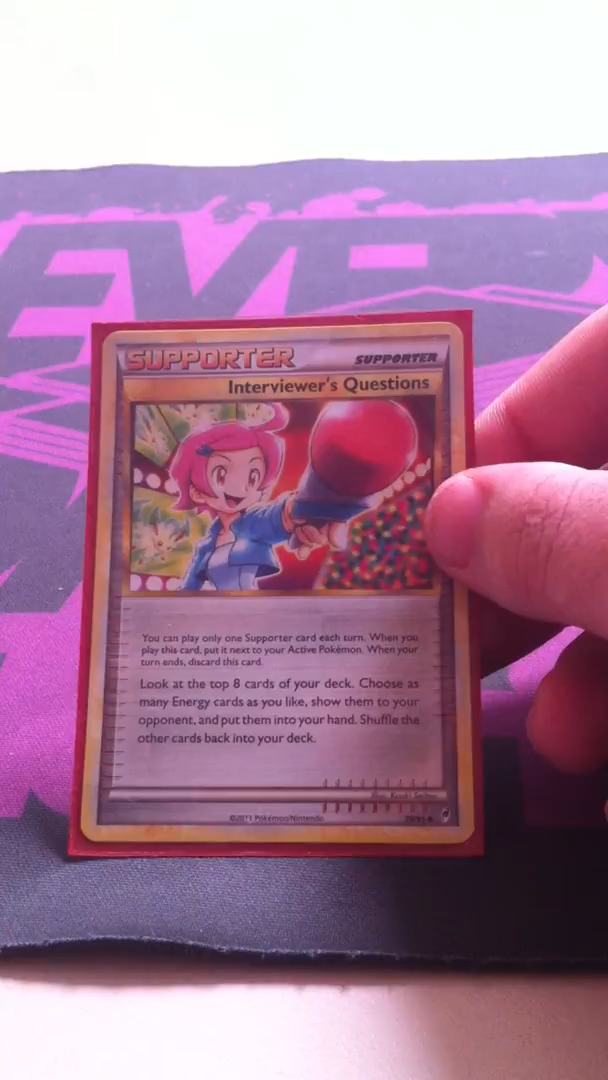 SUPPORTER SUPPORTER
Interviewer's Questions
You can play only one Supporter card each turn. When you
play this card, put it next to your Active Pokémon. When your
turn ends, discard this card.
Look at the top 8 cards of your deck. Choose as
many Energy cards as you like, show them to your
opponent, and put them into your hand. Shuffle the
other cards back into your deck.
©2011 Pokémon/Nintendo